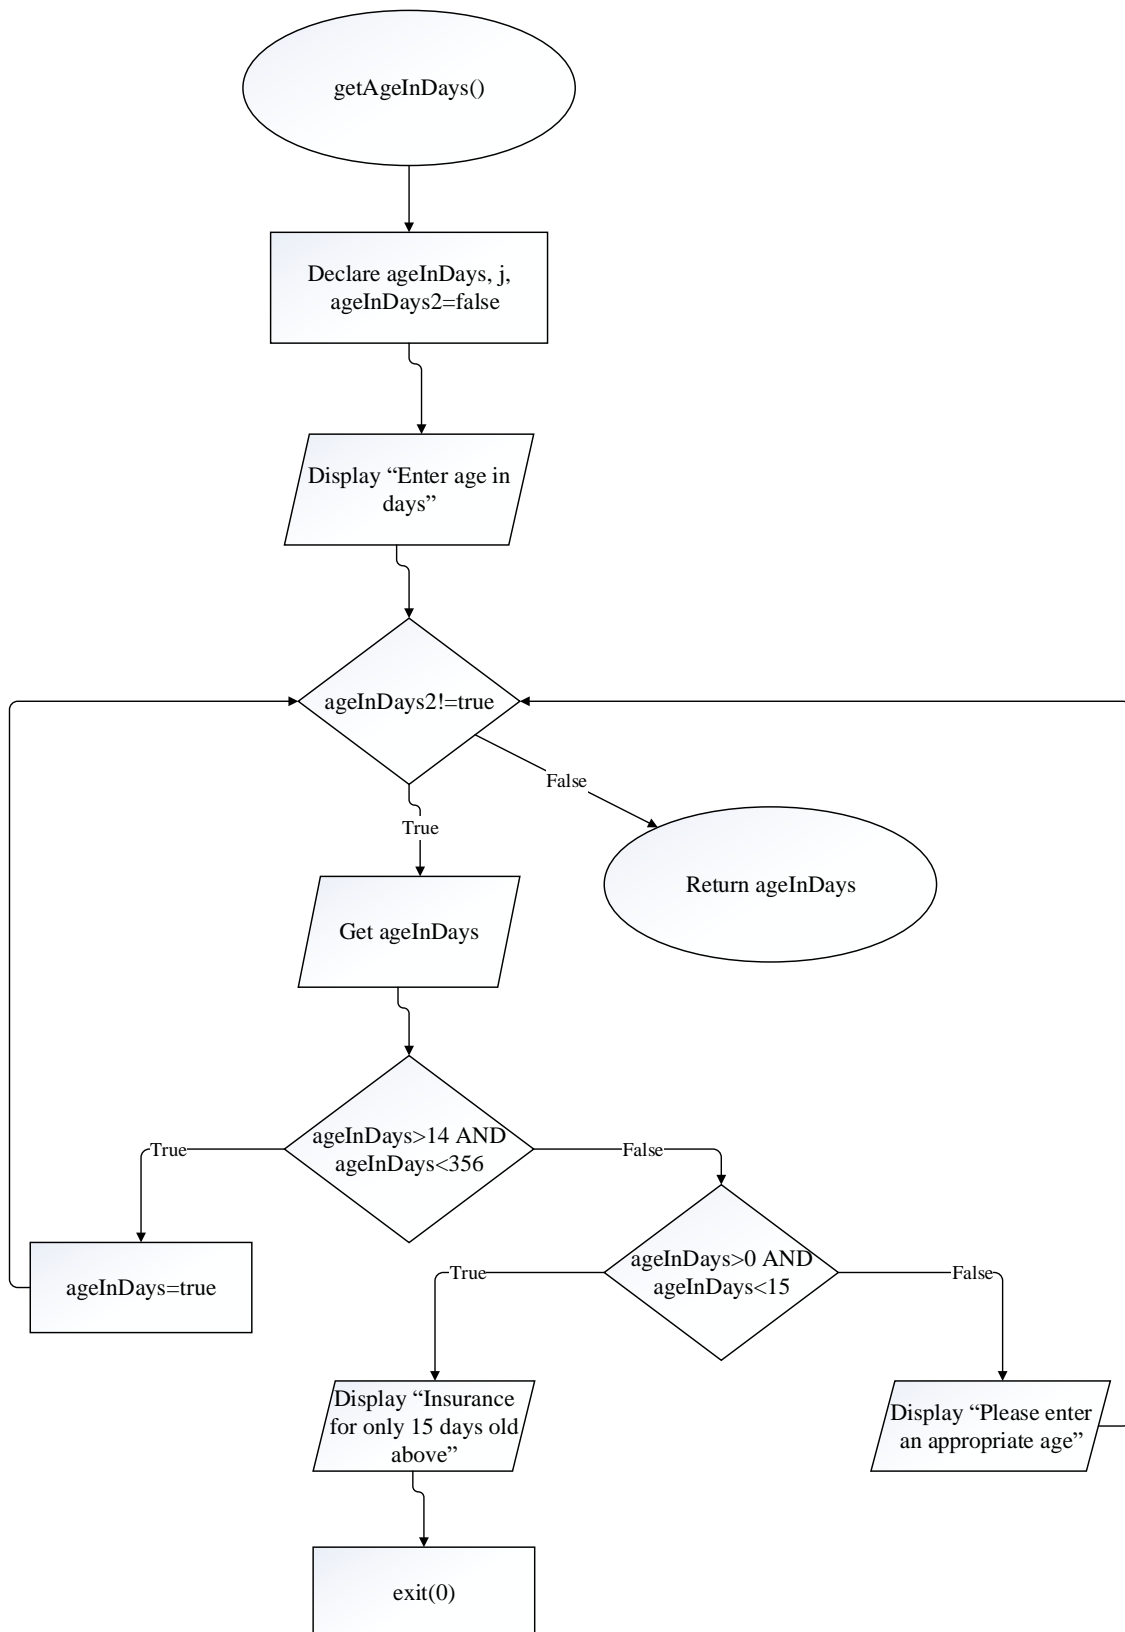 getAgeInDays()
Declare ageInDays, j,
ageInDays2=false
Display “Enter age in
days”
ageInDays2!=true
False
True
Return ageInDays
Get ageInDays
ageInDays>14 AND
ageInDays<356
True
False
ageInDays>0 AND
ageInDays<15
True
False
ageInDays=true
Display “Insurance
for only 15 days old
above”
Display “Please enter
an appropriate age”
exit(0)